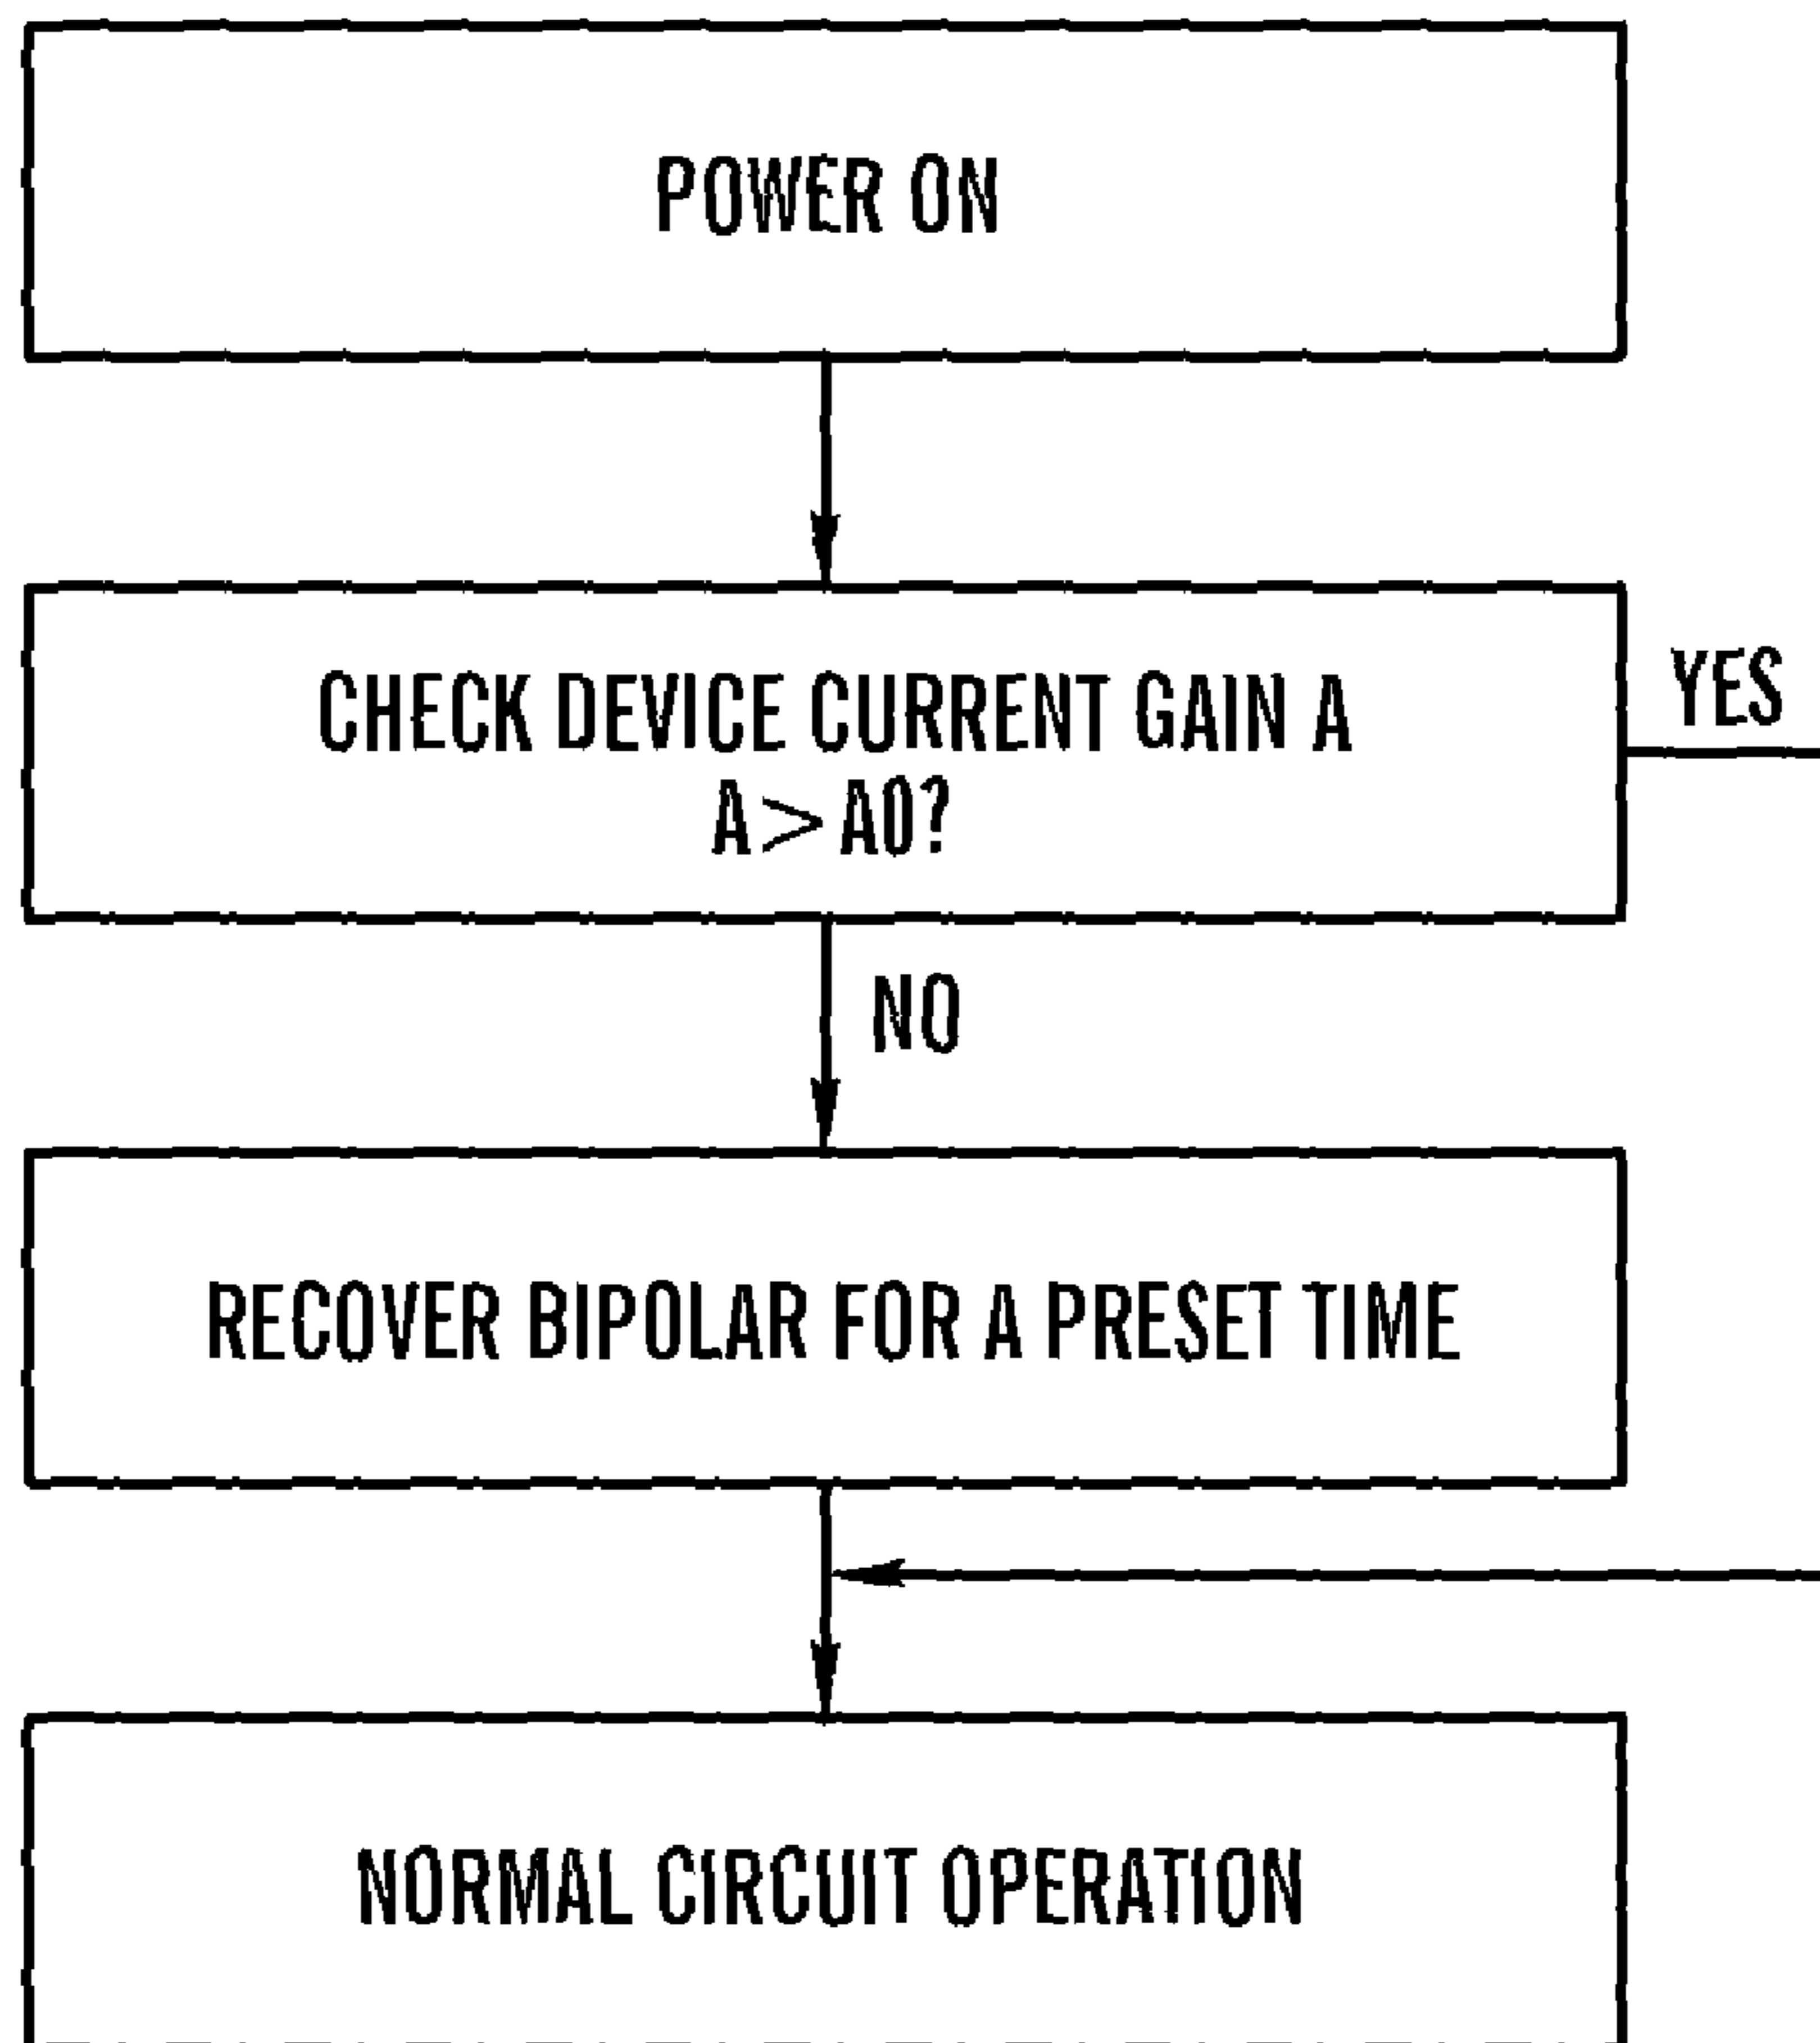 POWER ON
CHECK DEVICE CURRENT GAIN A
A > A0?
YES
NO
RECOVER BIPOLAR FOR A PRESET TIME
NORMAL CIRCUIT OPERATION